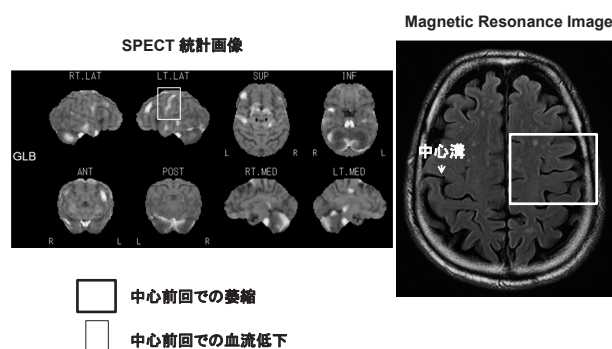 Magnetic Resonance Image
SPECT 統計画像
RT.LAT LT.LAT SUP INF
GLB
L R R L
ANT POST RT.MED LT.MED
R L L R
中心溝
中心前回での萎縮
中心前回での血流低下